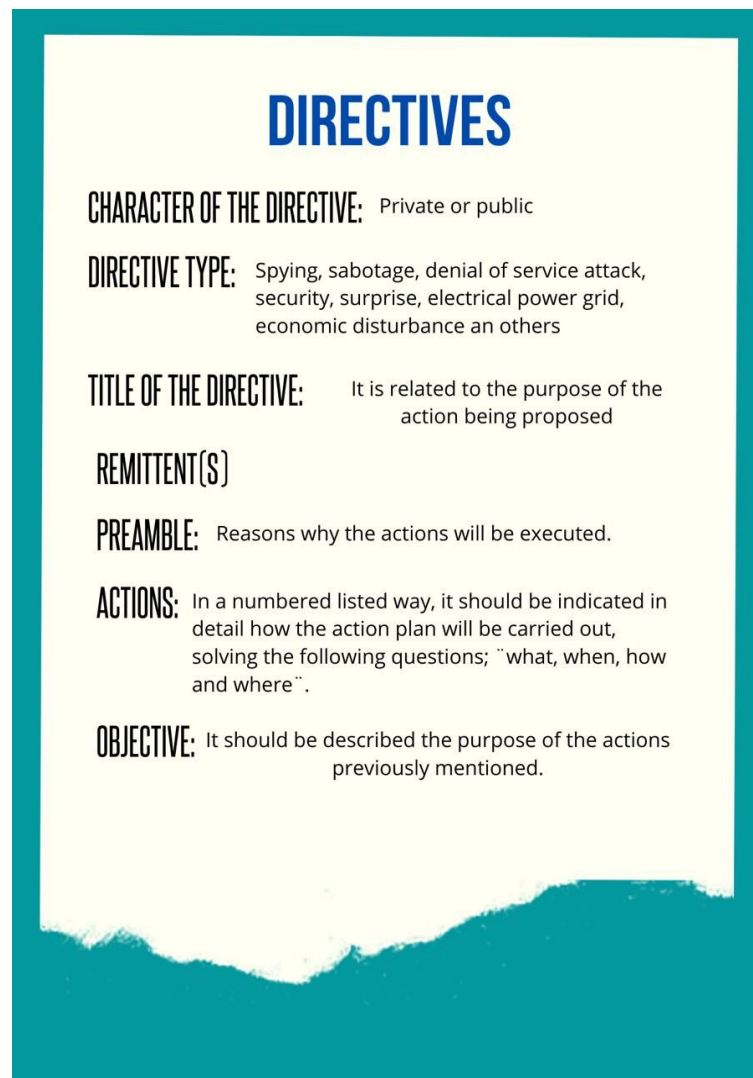 DIRECTIVES
CHARACTER OF THE DIRECTIVE: Private or public
DIRECTIVE TYPE: Spying, sabotage, denial of service attack,
security, surprise, electrical power grid,
economic disturbance an others
TITLE OF THE DIRECTIVE: It is related to the purpose of the
action being proposed
REMITTENT(S)
PREAMBLE: Reasons why the actions will be executed.
ACTIONS: In a numbered listed way, it should be indicated in
detail how the action plan will be carried out,
solving the following questions; ¨what, when, how
and where¨.
OBJECTIVE: It should be described the purpose of the actions
previously mentioned.